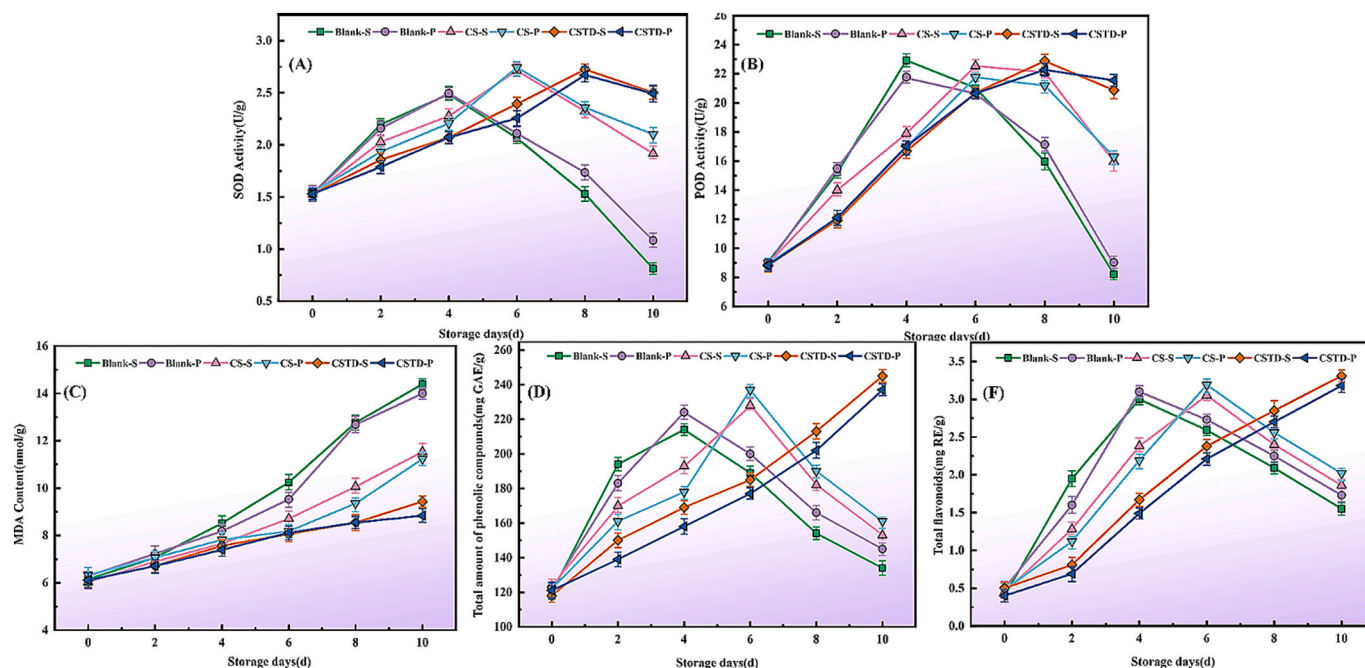 Blank-S Blank-P CS-S CS-P CSTD-S CSTD-P
(A)
SOD Activity(U/g)
3.0
2.5
2.0
1.5
1.0
0.5
0 2 4 6 8 10
Storage days(d)
26
Blank-S Blank-P CS-S CS-P CSTD-S CSTD-P
(B)
POD Activity(U/g)
24
22
20
18
16
14
12
10
8
6
0 2 4 6 8 10
Storage days(d)
16
Blank-S Blank-P CS-S CS-P CSTD-S CSTD-P
(C)
MDA Content(nmol/g)
14
12
10
8
6
4
0 2 4 6 8 10
Storage days(d)
260
Blank-S Blank-P CS-S CS-P CSTD-S CSTD-P
(D)
Total amount of phenolic compounds(mg GAE/g)
240
220
200
180
160
140
120
100
0 2 4 6 8 10
Storage days(d)
Blank-S Blank-P CS-S CS-P CSTD-S CSTD-P
(F)
Total flavonoids(mg RE/g)
3.5
3.0
2.5
2.0
1.5
1.0
0.5
0.0
0 2 4 6 8 10
Storage days(d)